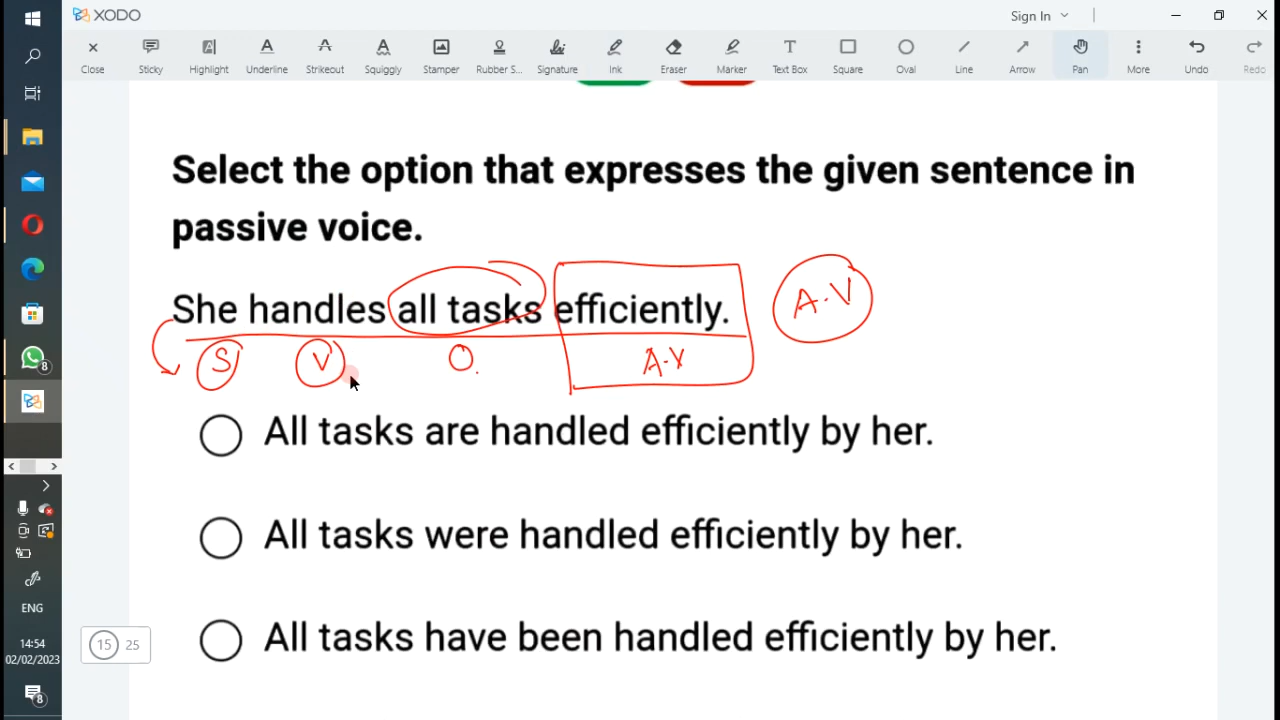 XODO
Sign In
Close Sticky Highlight Underline Strikeout Squiggly Stamper Rubber S... Signature Ink Eraser Marker Text Box Square Oval Line Arrow Pan More Undo Redo
Select the option that expresses the given sentence in
passive voice.
She handles all tasks efficiently. A.V
S V O. A.V
All tasks are handled efficiently by her.
All tasks were handled efficiently by her.
All tasks have been handled efficiently by her.
8
ENG
14:54
02/02/2023
15 25
8